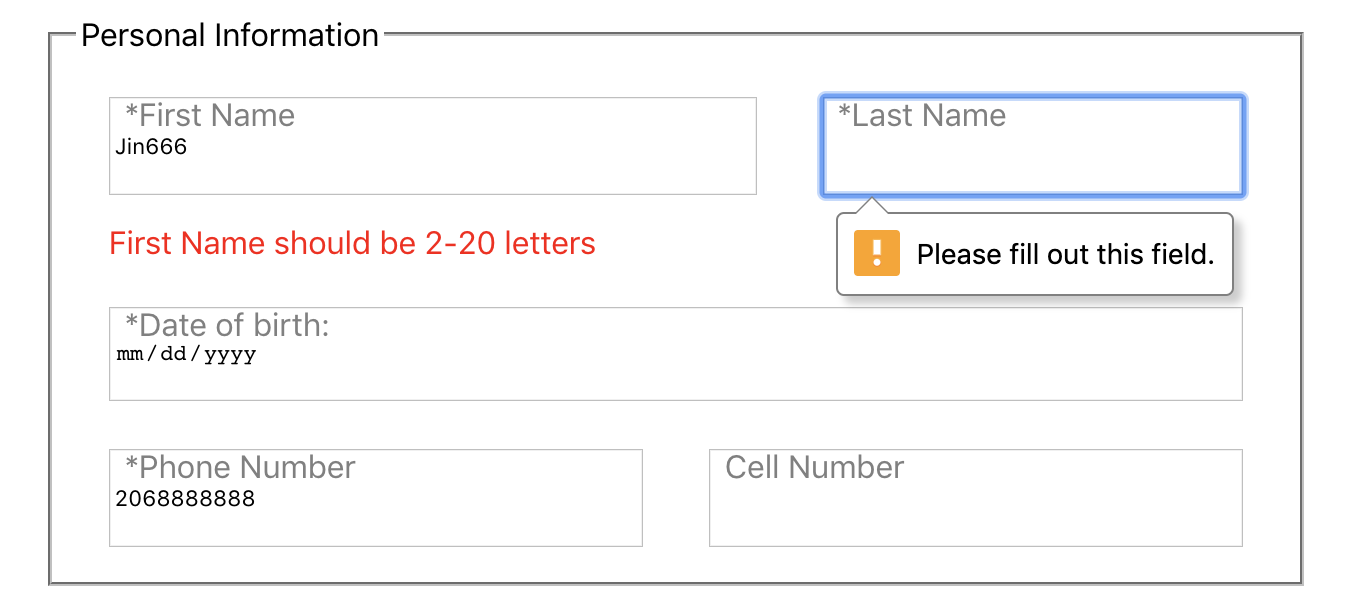 Personal Information
*First Name
Jin666
*Last Name
First Name should be 2-20 letters
! Please fill out this field.
*Date of birth:
mm/dd/yyyy
*Phone Number
2068888888
Cell Number